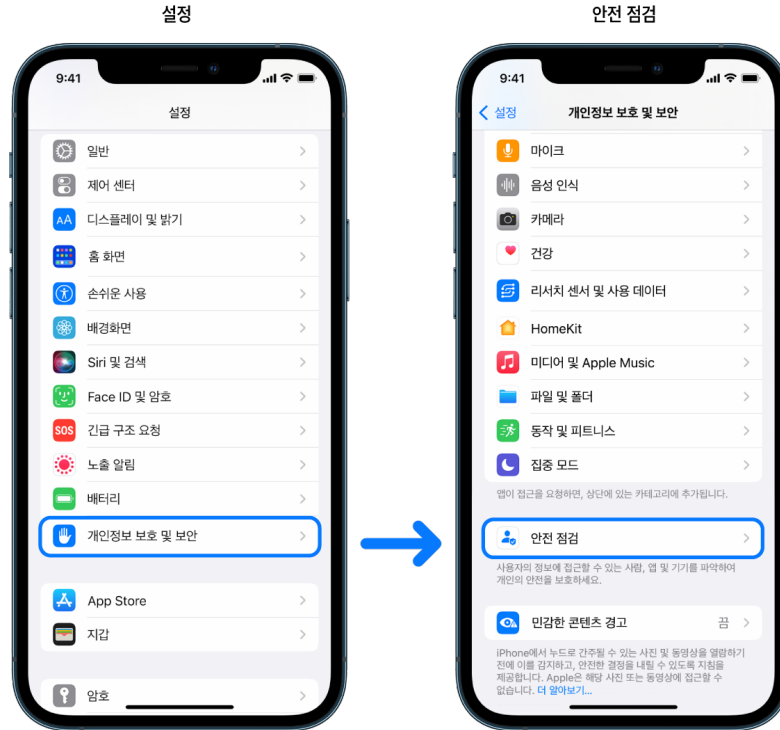 설정
9:41
설정
일반
제어 센터
AA 디스플레이 및 밝기
홈 화면
손쉬운 사용
배경화면
Siri 및 검색
Face ID 및 암호
SOS 긴급 구조 요청
노출 알림
배터리
개인정보 보호 및 보안
App Store
지갑
암호
안전 점검
9:41
설정 개인정보 보호 및 보안
마이크
음성 인식
카메라
건강
리서치 센서 및 사용 데이터
HomeKit
미디어 및 Apple Music
파일 및 폴더
동작 및 피트니스
집중 모드
앱이 접근을 요청하면, 상단에 있는 카테고리에 추가됩니다.
안전 점검
사용자의 정보에 접근할 수 있는 사람, 앱 및 기기를 파악하여
개인의 안전을 보호하세요.
민감한 콘텐츠 경고 끔
iPhone에서 누드로 간주될 수 있는 사진 및 동영상을 열람하기
전에 이를 감지하고, 안전한 결정을 내릴 수 있도록 지침을
제공합니다. Apple은 해당 사진 또는 동영상에 접근할 수
없습니다. 더 알아보기...